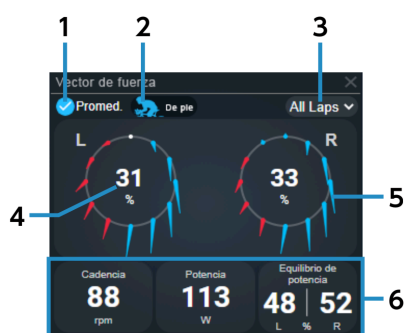 1 2 3
Vector de fuerza
Promed. De pie All Laps
L R
31 33
% %
4 5
Cadencia Potencia Equilibrio de potencia
88 113 48 52
rpm W L % R
6